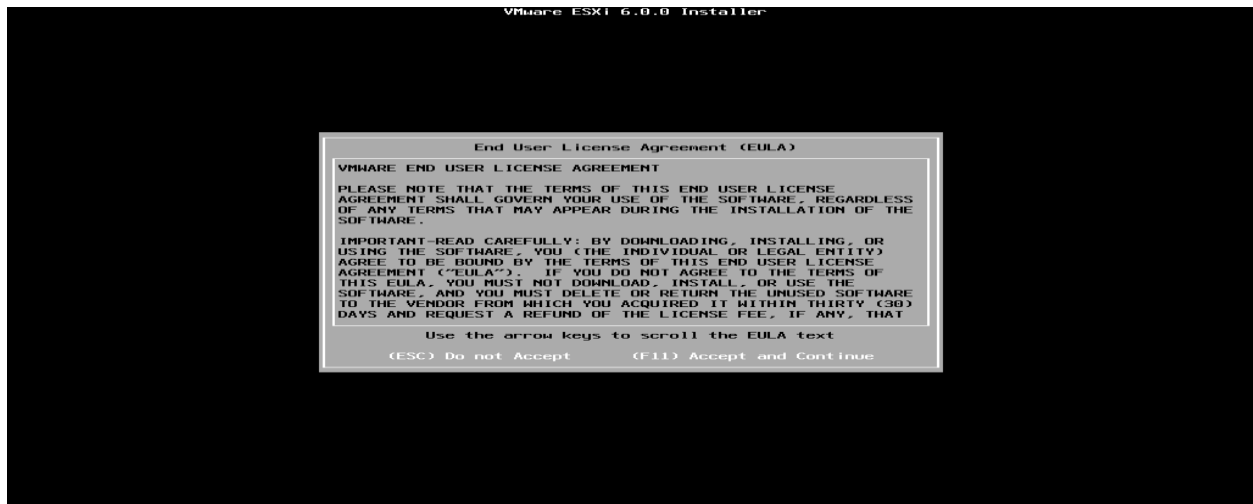 VMware ESXi 6.0.0 Installer
End User License Agreement (EULA)
VMWARE END USER LICENSE AGREEMENT
PLEASE NOTE THAT THE TERMS OF THIS END USER LICENSE
AGREEMENT SHALL GOVERN YOUR USE OF THE SOFTWARE, REGARDLESS
OF ANY TERMS THAT MAY APPEAR DURING THE INSTALLATION OF THE
SOFTWARE.
IMPORTANT-READ CAREFULLY: BY DOWNLOADING, INSTALLING, OR
USING THE SOFTWARE, YOU (THE INDIVIDUAL OR LEGAL ENTITY)
AGREE TO BE BOUND BY THE TERMS OF THIS END USER LICENSE
AGREEMENT ("EULA"). IF YOU DO NOT AGREE TO THE TERMS OF
THIS EULA, YOU MUST NOT DOWNLOAD, INSTALL, OR USE THE
SOFTWARE, AND YOU MUST DELETE OR RETURN THE UNUSED SOFTWARE
TO THE VENDOR FROM WHICH YOU ACQUIRED IT WITHIN THIRTY (30)
DAYS AND REQUEST A REFUND OF THE LICENSE FEE, IF ANY, THAT
Use the arrow keys to scroll the EULA text
(ESC) Do not Accept (F11) Accept and Continue